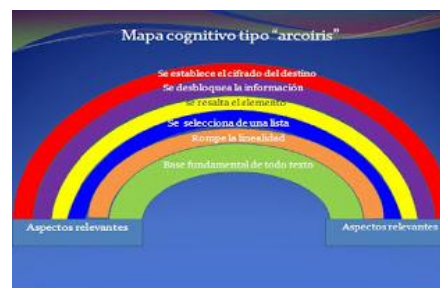 Mapa cognitivo tipo "arcoíris"
Se establece el cifrado del destino
Se desbloquea la información
se resalta el elemento
Se selecciona de una lista
Rompe la linealidad
Base fundamental de todo texto
Aspectos relevantes
Aspectos relevantes